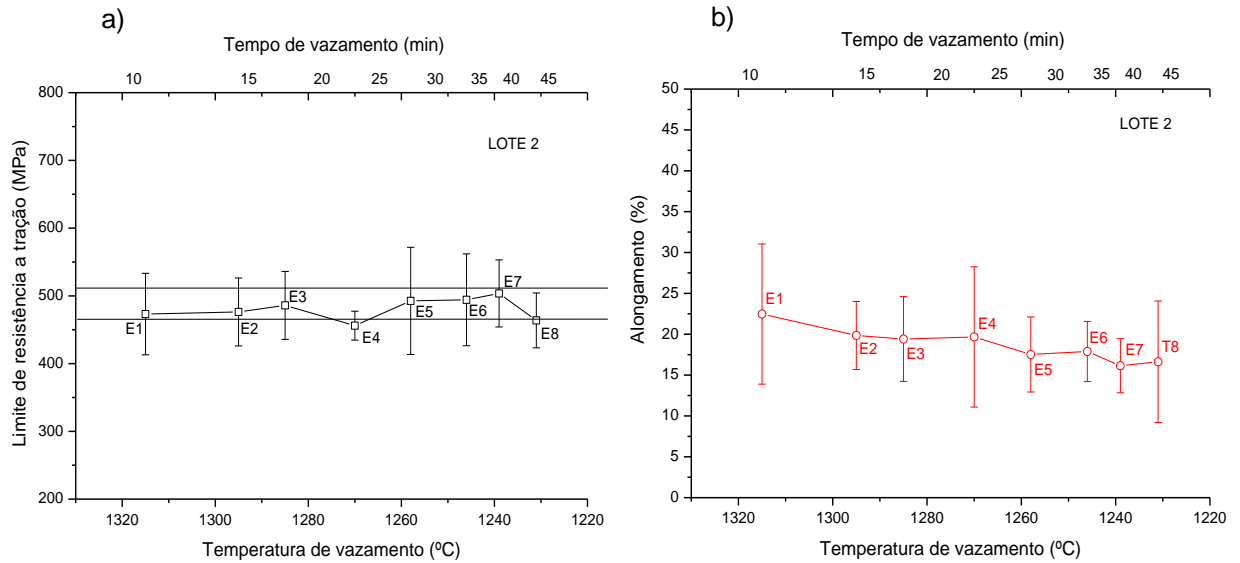 a)
Tempo de vazamento (min)
10 15 20 25 30 35 40 45
800
700
600
500
400
300
200
Limite de resistência a tração (MPa)
LOTE 2
E1
E2
E3
E4
E5
E6
E7
E8
1320 1300 1280 1260 1240 1220
Temperatura de vazamento (ºC)
b)
Tempo de vazamento (min)
10 15 20 25 30 35 40 45
50
45
40
35
30
25
20
15
10
5
0
Alongamento (%)
LOTE 2
E1
E2
E3
E4
E5
E6
E7
T8
1320 1300 1280 1260 1240 1220
Temperatura de vazamento (ºC)